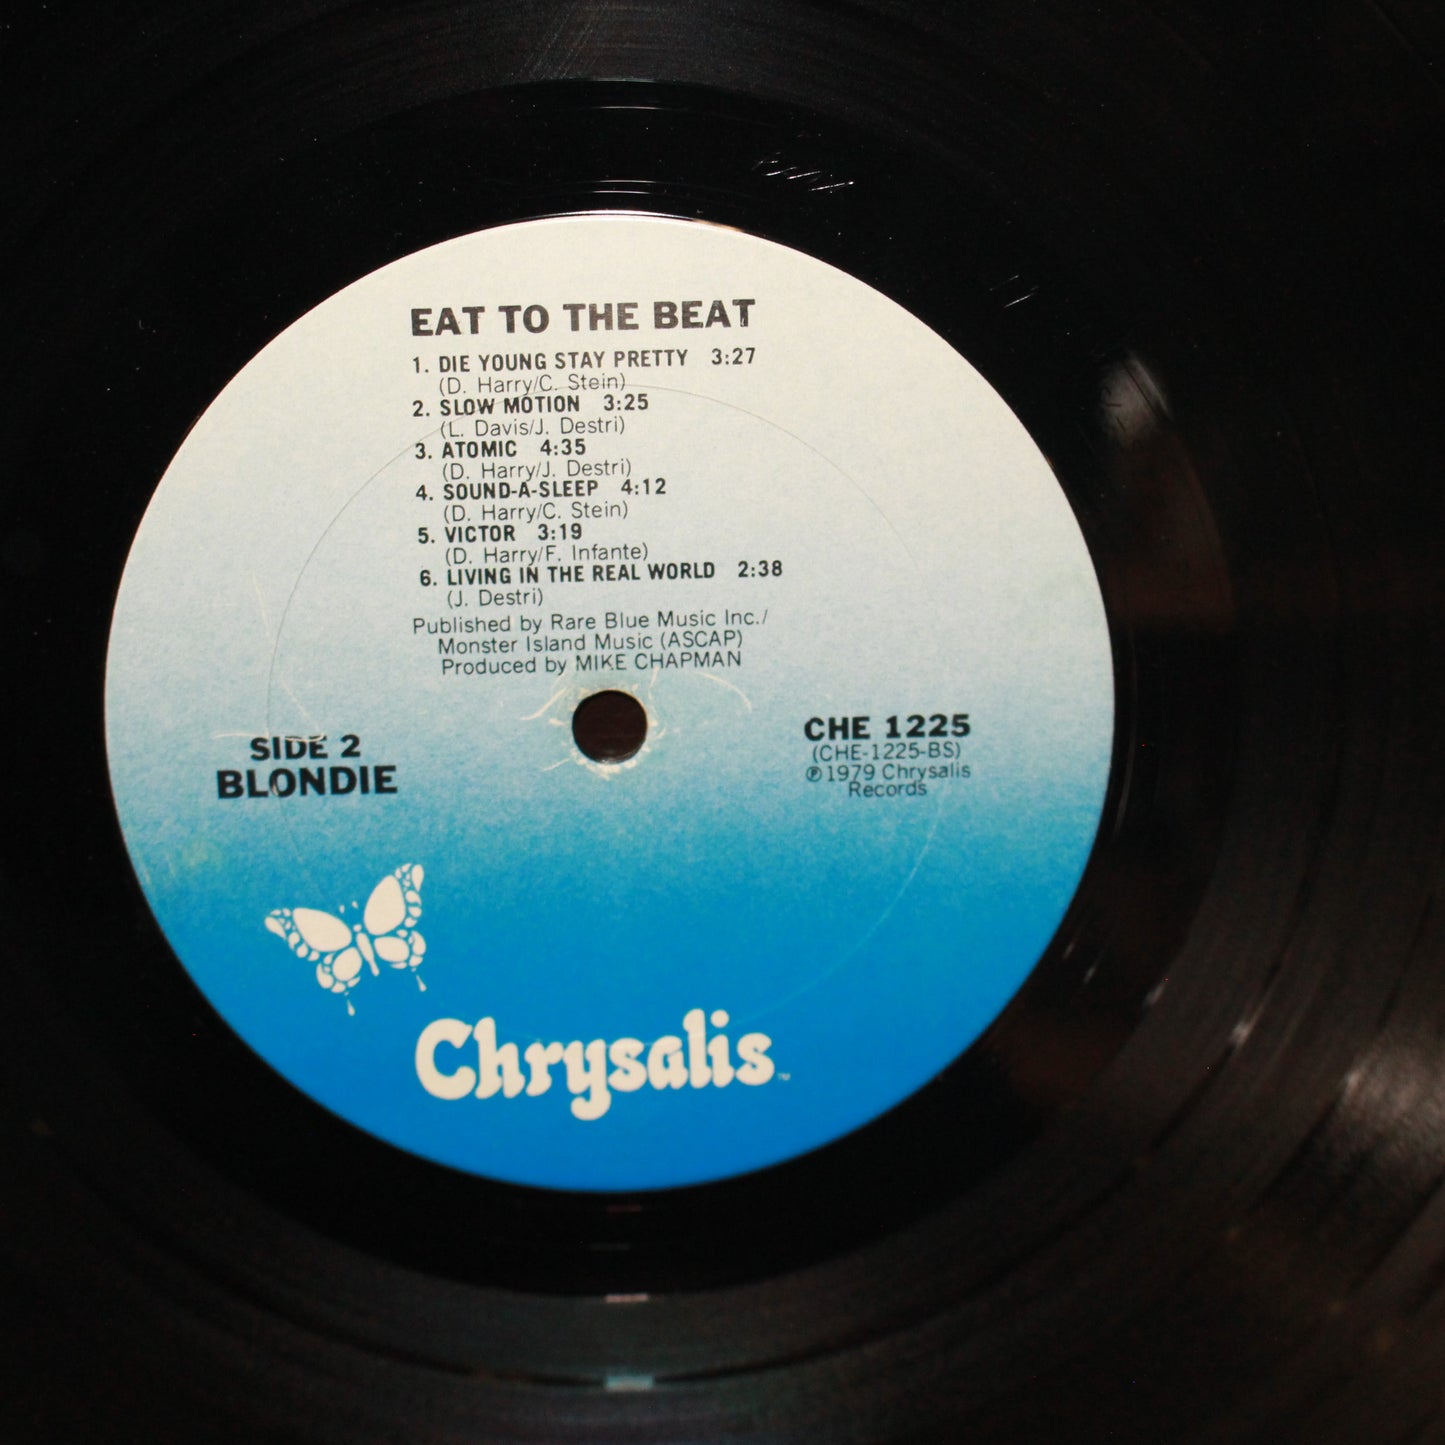 EAT TO THE BEAT
1. DIE YOUNG STAY PRETTY 3:27
(D. Harry/C. Stein)
2. SLOW MOTION 3:25
(L. Davis/J. Destri)
3. ATOMIC 4:35
(D. Harry/J. Destri)
4. SOUND-A-SLEEP 4:12
(D. Harry/C. Stein)
5. VICTOR 3:19
(D. Harry/F. Infante)
6. LIVING IN THE REAL WORLD 2:38
(J. Destri)
Published by Rare Blue Music Inc./
Monster Island Music (ASCAP)
Produced by MIKE CHAPMAN
SIDE 2
BLONDIE
CHE 1225
(CHE-1225-BS)
℗ 1979 Chrysalis
Records
Chrysalis™